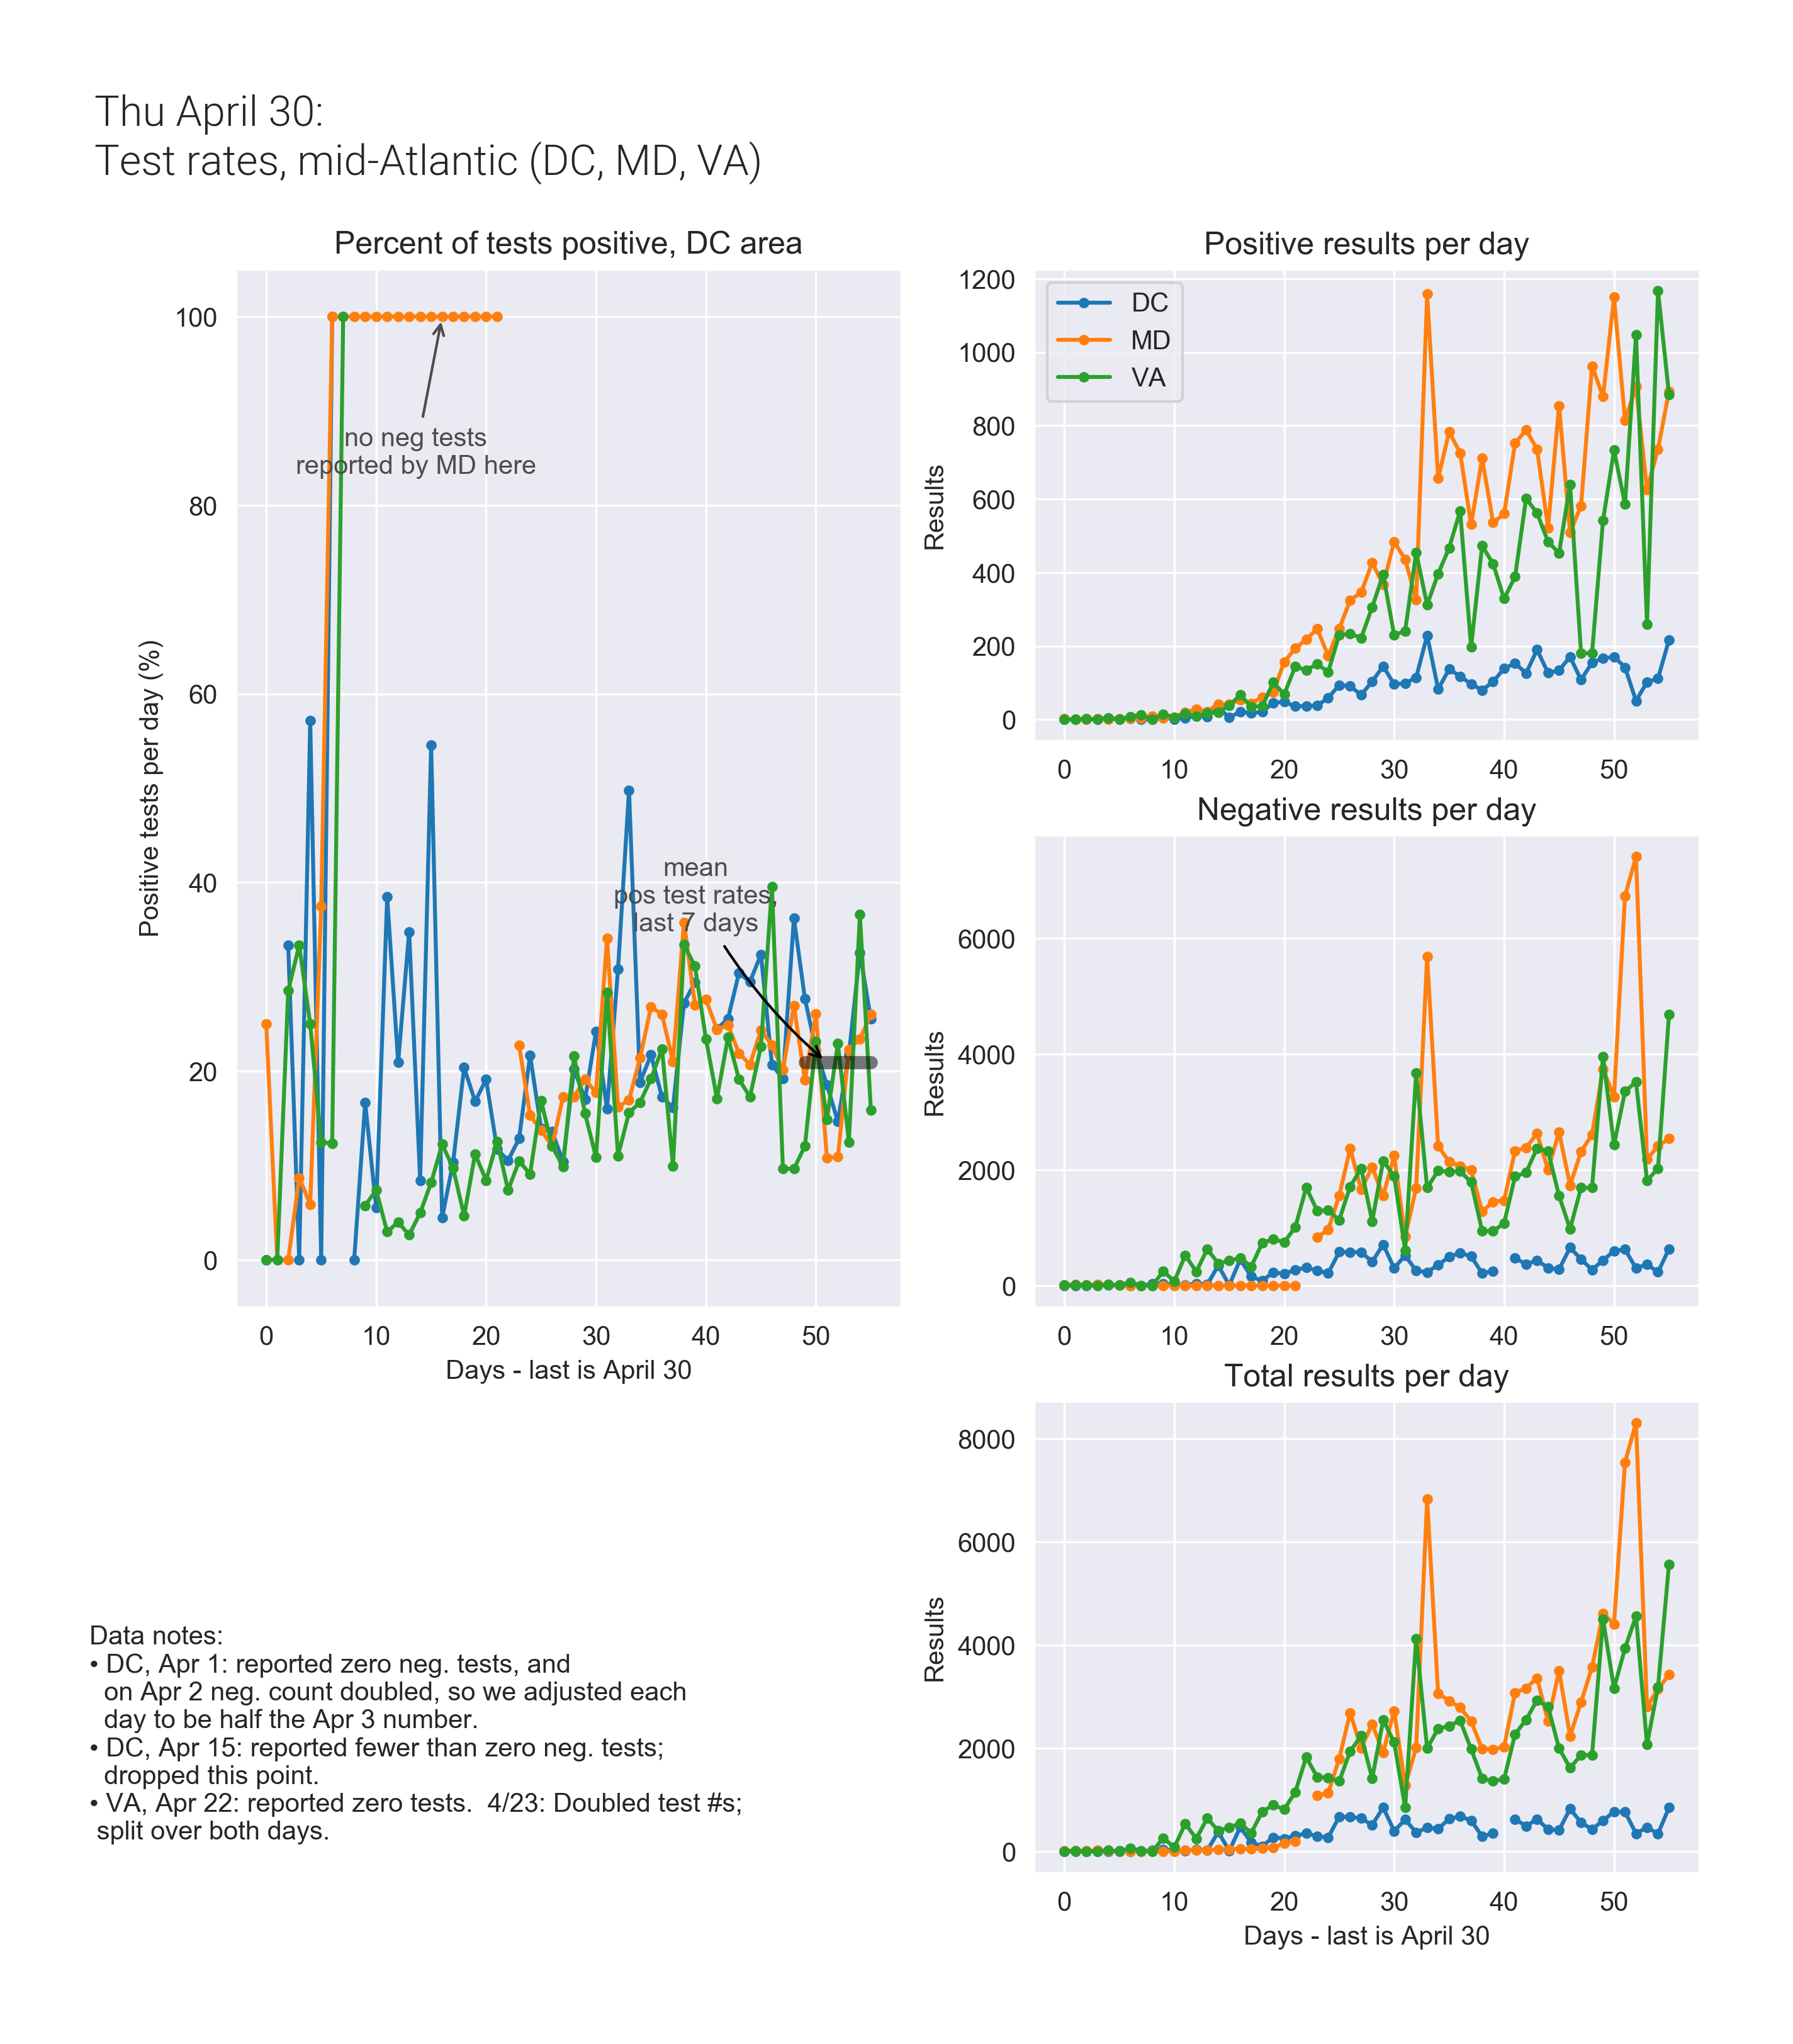 Thu April 30:
Test rates, mid-Atlantic (DC, MD, VA)
Percent of tests positive, DC area
Positive tests per day (%)
100
80
60
40
20
0
no neg tests
reported by MD here
mean
pos test rates,
last 7 days
0 10 20 30 40 50
Days - last is April 30
Positive results per day
Results
1200
1000
800
600
400
200
0
DC
MD
VA
0 10 20 30 40 50
Negative results per day
Results
6000
4000
2000
0
0 10 20 30 40 50
Total results per day
Results
8000
6000
4000
2000
0
0 10 20 30 40 50
Days - last is April 30
Data notes:
• DC, Apr 1: reported zero neg. tests, and
on Apr 2 neg. count doubled, so we adjusted each
day to be half the Apr 3 number.
• DC, Apr 15: reported fewer than zero neg. tests;
dropped this point.
• VA, Apr 22: reported zero tests.  4/23: Doubled test #s;
split over both days.